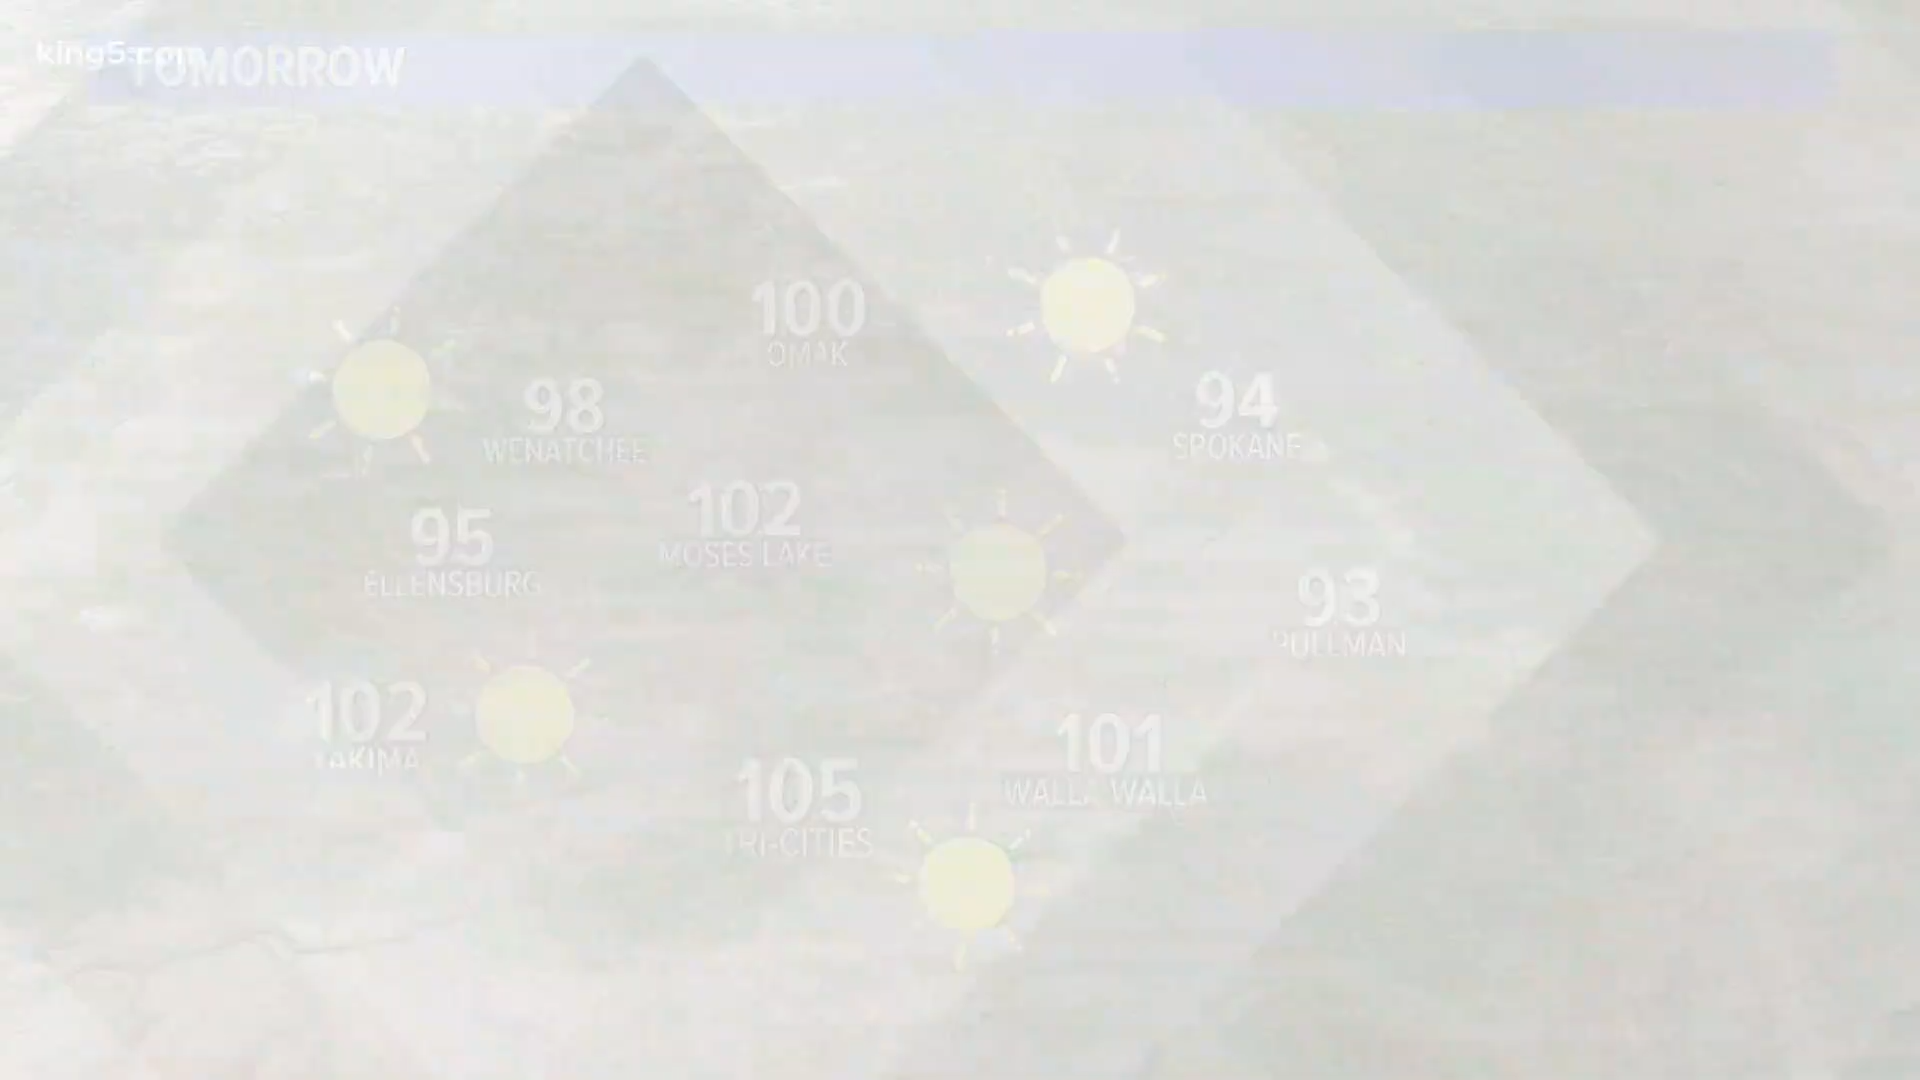 king5.com
TOMORROW
100
OMAK
98
WENATCHEE
94
SPOKANE
95
ELLENSBURG
102
MOSES LAKE
93
PULLMAN
102
YAKIMA
101
WALLA WALLA
105
TRI-CITIES